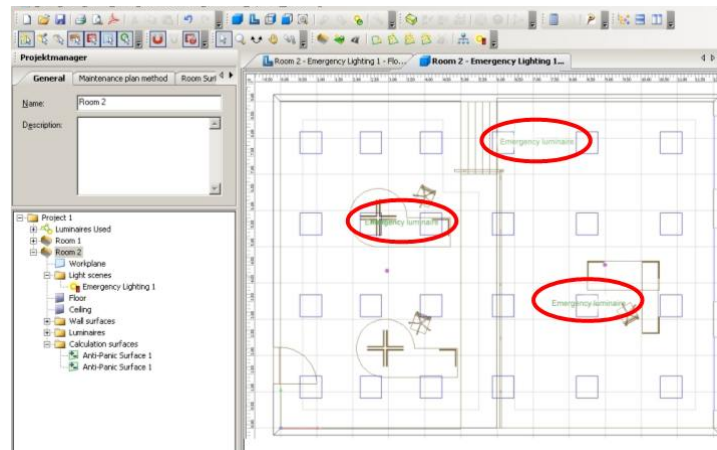 Projektmanager
General
Maintenance plan method
Room Surf
Name:
Room 2
Description:
Project 1
Luminaires Used
Room 1
Room 2
Workplane
Light scenes
Emergency Lighting 1
Floor
Ceiling
Wall surfaces
Luminaires
Calculation surfaces
Anti-Panic Surface 1
Anti-Panic Surface 1
Room 2 - Emergency Lighting 1 - Flo...
Room 2 - Emergency Lighting 1...
Emergency luminaire
Emergency luminaire
Emergency luminaire